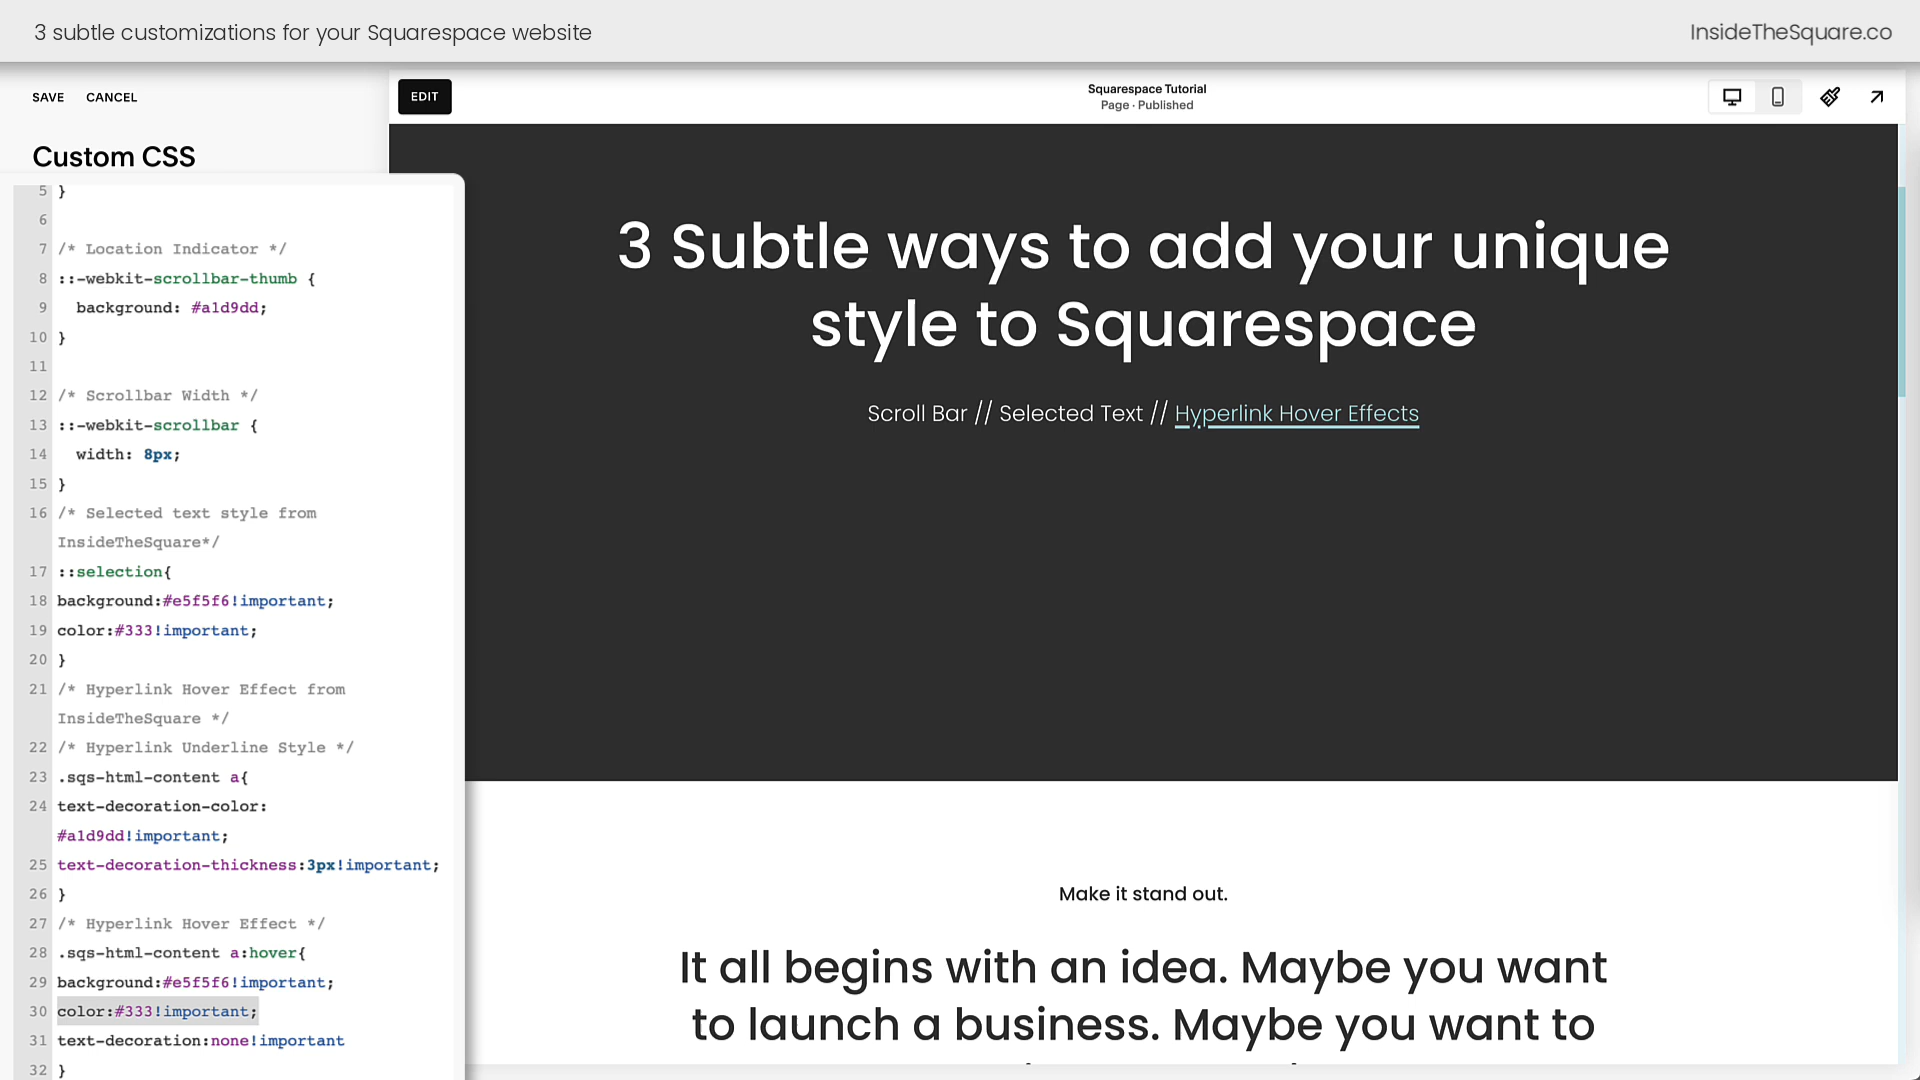 3 subtle customizations for your Squarespace website
InsideTheSquare.co
SAVE CANCEL
EDIT
Squarespace Tutorial
Page · Published
Custom CSS
5 }
6
7 /* Location Indicator */
8 ::-webkit-scrollbar-thumb {
9 background: #a1d9dd;
10 }
11
12 /* Scrollbar Width */
13 ::-webkit-scrollbar {
14 width: 8px;
15 }
16 /* Selected text style from
InsideTheSquare*/
17 ::selection{
18 background:#e5f5f6!important;
19 color:#333!important;
20 }
21 /* Hyperlink Hover Effect from
InsideTheSquare */
22 /* Hyperlink Underline Style */
23 .sqs-html-content a{
24 text-decoration-color:
#a1d9dd!important;
25 text-decoration-thickness:3px!important;
26 }
27 /* Hyperlink Hover Effect */
28 .sqs-html-content a:hover{
29 background:#e5f5f6!important;
30 color:#333!important;
31 text-decoration:none!important
32 }
3 Subtle ways to add your unique
style to Squarespace
Scroll Bar // Selected Text // Hyperlink Hover Effects
Make it stand out.
It all begins with an idea. Maybe you want
to launch a business. Maybe you want to